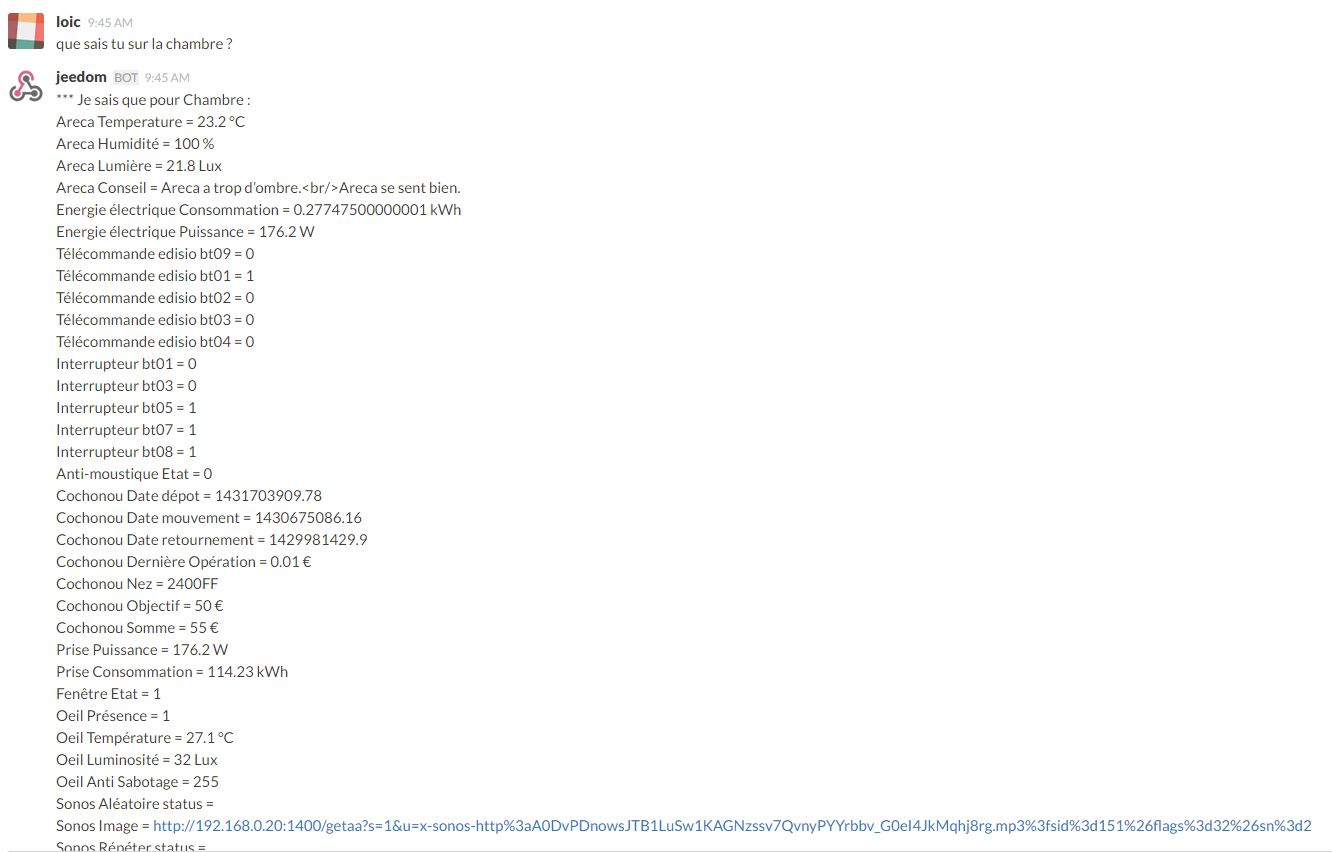 loic 9:45 AM
que sais tu sur la chambre ?
jeedom BOT 9:45 AM
*** Je sais que pour Chambre :
Areca Temperature = 23.2 °C
Areca Humidité = 100 %
Areca Lumière = 21.8 Lux
Areca Conseil = Areca a trop d'ombre.<br/>Areca se sent bien.
Energie électrique Consommation = 0.27747500000001 kWh
Energie électrique Puissance = 176.2 W
Télécommande edisio bt09 = 0
Télécommande edisio bt01 = 1
Télécommande edisio bt02 = 0
Télécommande edisio bt03 = 0
Télécommande edisio bt04 = 0
Interrupteur bt01 = 0
Interrupteur bt03 = 0
Interrupteur bt05 = 1
Interrupteur bt07 = 1
Interrupteur bt08 = 1
Anti-moustique Etat = 0
Cochonou Date dépot = 1431703909.78
Cochonou Date mouvement = 1430675086.16
Cochonou Date retournement = 1429981429.9
Cochonou Dernière Opération = 0.01 €
Cochonou Nez = 2400FF
Cochonou Objectif = 50 €
Cochonou Somme = 55 €
Prise Puissance = 176.2 W
Prise Consommation = 114.23 kWh
Fenêtre Etat = 1
Oeil Présence = 1
Oeil Température = 27.1 °C
Oeil Luminosité = 32 Lux
Oeil Anti Sabotage = 255
Sonos Aléatoire status =
Sonos Image = http://192.168.0.20:1400/getaa?s=1&u=x-sonos-http%3aA0DvPDnowsJTB1LuSw1KAGNzssv7QvnyPYYrbbv_G0eI4JkMqhj8rg.mp3%3fsid%3d151%26flags%3d32%26sn%3d2
Sonos Répéter status =